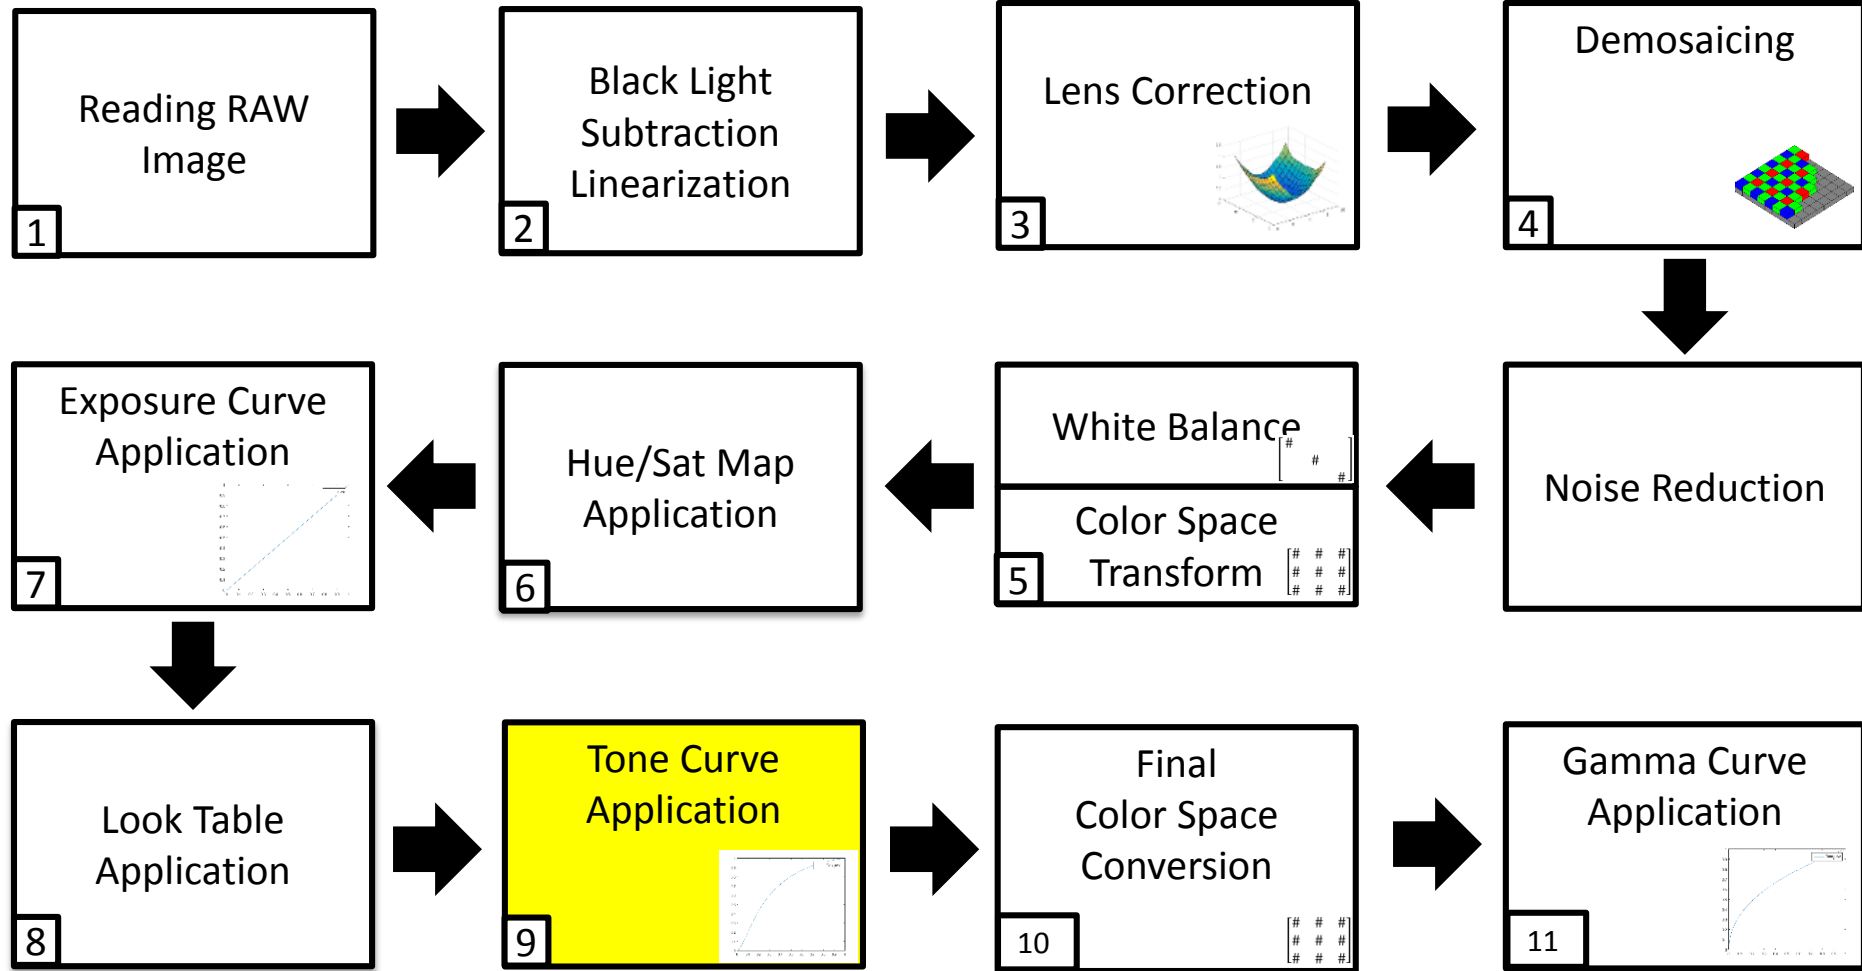 Reading RAW
Image
1
Black Light
Subtraction
Linearization
2
Lens Correction
3
Demosaicing
4
Exposure Curve
Application
7
Hue/Sat Map
Application
6
White Balance
#
#
#
Color Space
Transform
# # #
# # #
# # #
5
Noise Reduction
Look Table
Application
8
Tone Curve
Application
9
Final
Color Space
Conversion
10
# # #
# # #
# # #
Gamma Curve
Application
11